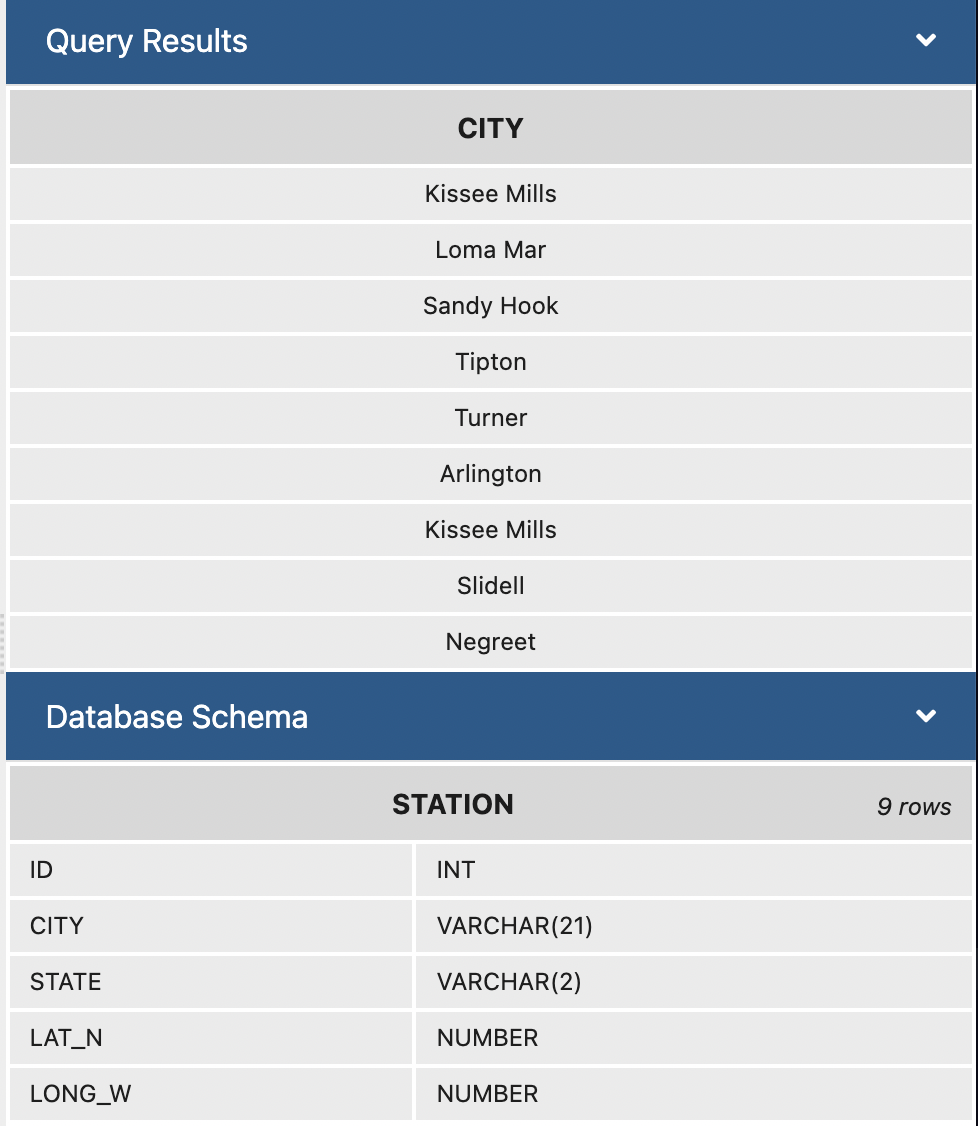 Query Results
CITY
Kissee Mills
Loma Mar
Sandy Hook
Tipton
Turner
Arlington
Kissee Mills
Slidell
Negreet
Database Schema
STATION 9 rows
ID INT
CITY VARCHAR(21)
STATE VARCHAR(2)
LAT_N NUMBER
LONG_W NUMBER